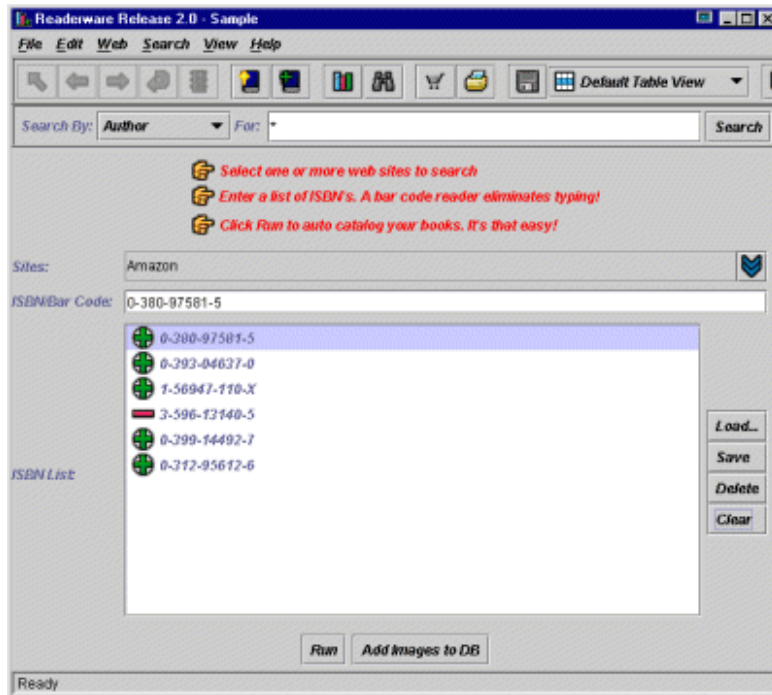 Readerware Release 2.0 - Sample
File Edit Web Search View Help
Default Table View
Search By: Author For: * Search
Select one or more web sites to search
Enter a list of ISBN's. A bar code reader eliminates typing!
Click Run to auto catalog your books. It's that easy!
Sites: Amazon
ISBN/Bar Code: 0-380-97581-5
0-380-97581-5
0-393-04637-0
1-56947-110-X
3-596-13140-5
0-399-14492-7
0-312-95612-6
ISBN List:
Load...
Save
Delete
Clear
Run Add Images to DB
Ready